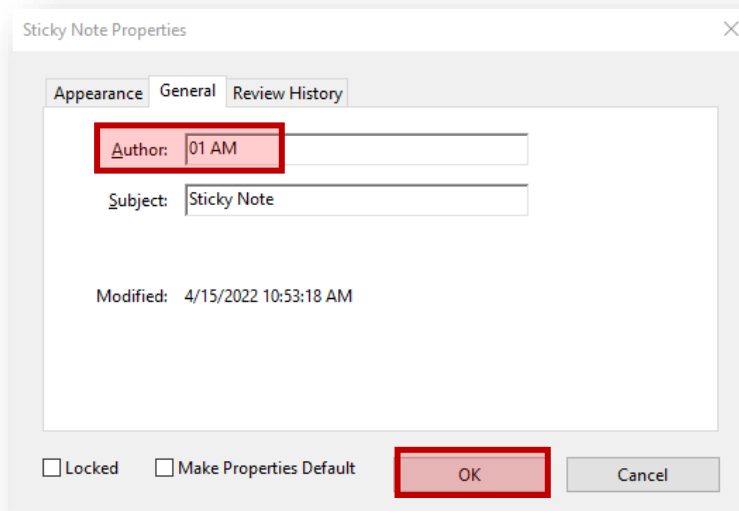 Sticky Note Properties
Appearance General Review History
Author: 01 AM
Subject: Sticky Note
Modified: 4/15/2022 10:53:18 AM
Locked Make Properties Default OK Cancel